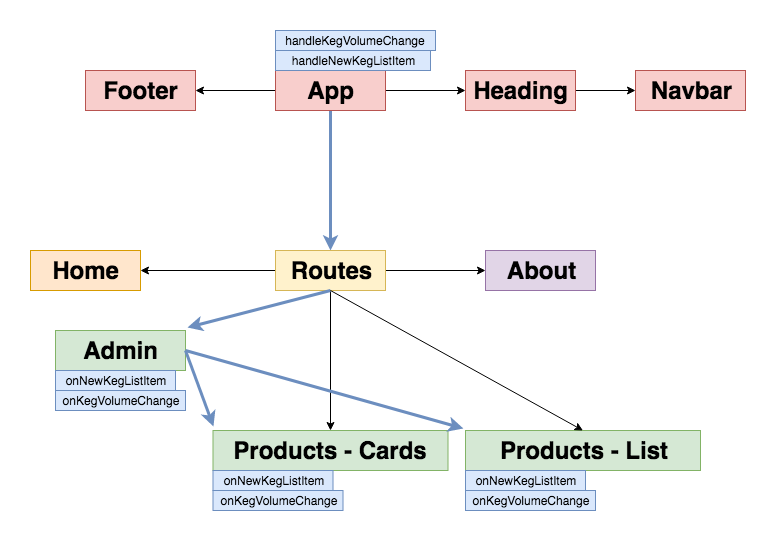 handleKegVolumeChange
handleNewKegListItem
Footer
App
Heading
Navbar
Home
Routes
About
Admin
onNewKegListItem
onKegVolumeChange
Products - Cards
Products - List
onNewKegListItem
onNewKegListItem
onKegVolumeChange
onKegVolumeChange